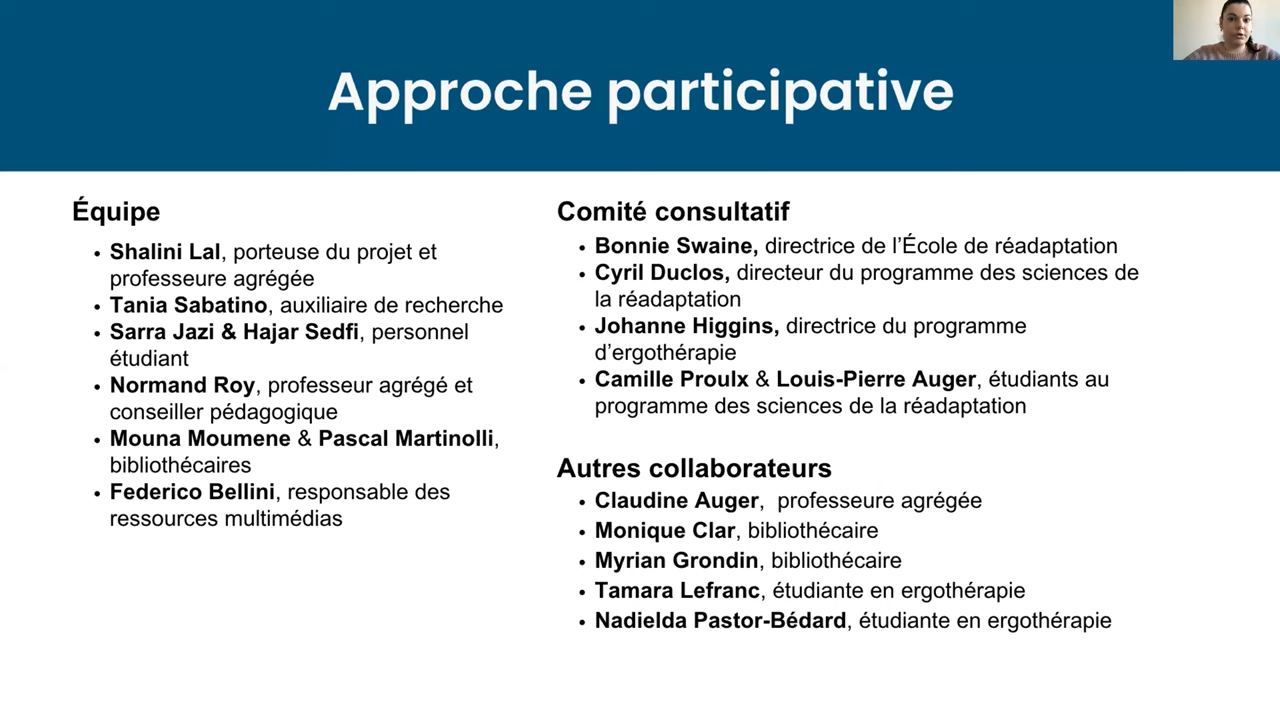 Approche participative
Équipe
• Shalini Lal, porteuse du projet et
professeure agrégée
• Tania Sabatino, auxiliaire de recherche
• Sarra Jazi & Hajar Sedfi, personnel
étudiant
• Normand Roy, professeur agrégé et
conseiller pédagogique
• Mouna Moumene & Pascal Martinolli,
bibliothécaires
• Federico Bellini, responsable des
ressources multimédias
Comité consultatif
• Bonnie Swaine, directrice de l’École de réadaptation
• Cyril Duclos, directeur du programme des sciences de
la réadaptation
• Johanne Higgins, directrice du programme
d’ergothérapie
• Camille Proulx & Louis-Pierre Auger, étudiants au
programme des sciences de la réadaptation
Autres collaborateurs
• Claudine Auger,  professeure agrégée
• Monique Clar, bibliothécaire
• Myrian Grondin, bibliothécaire
• Tamara Lefranc, étudiante en ergothérapie
• Nadielda Pastor-Bédard, étudiante en ergothérapie